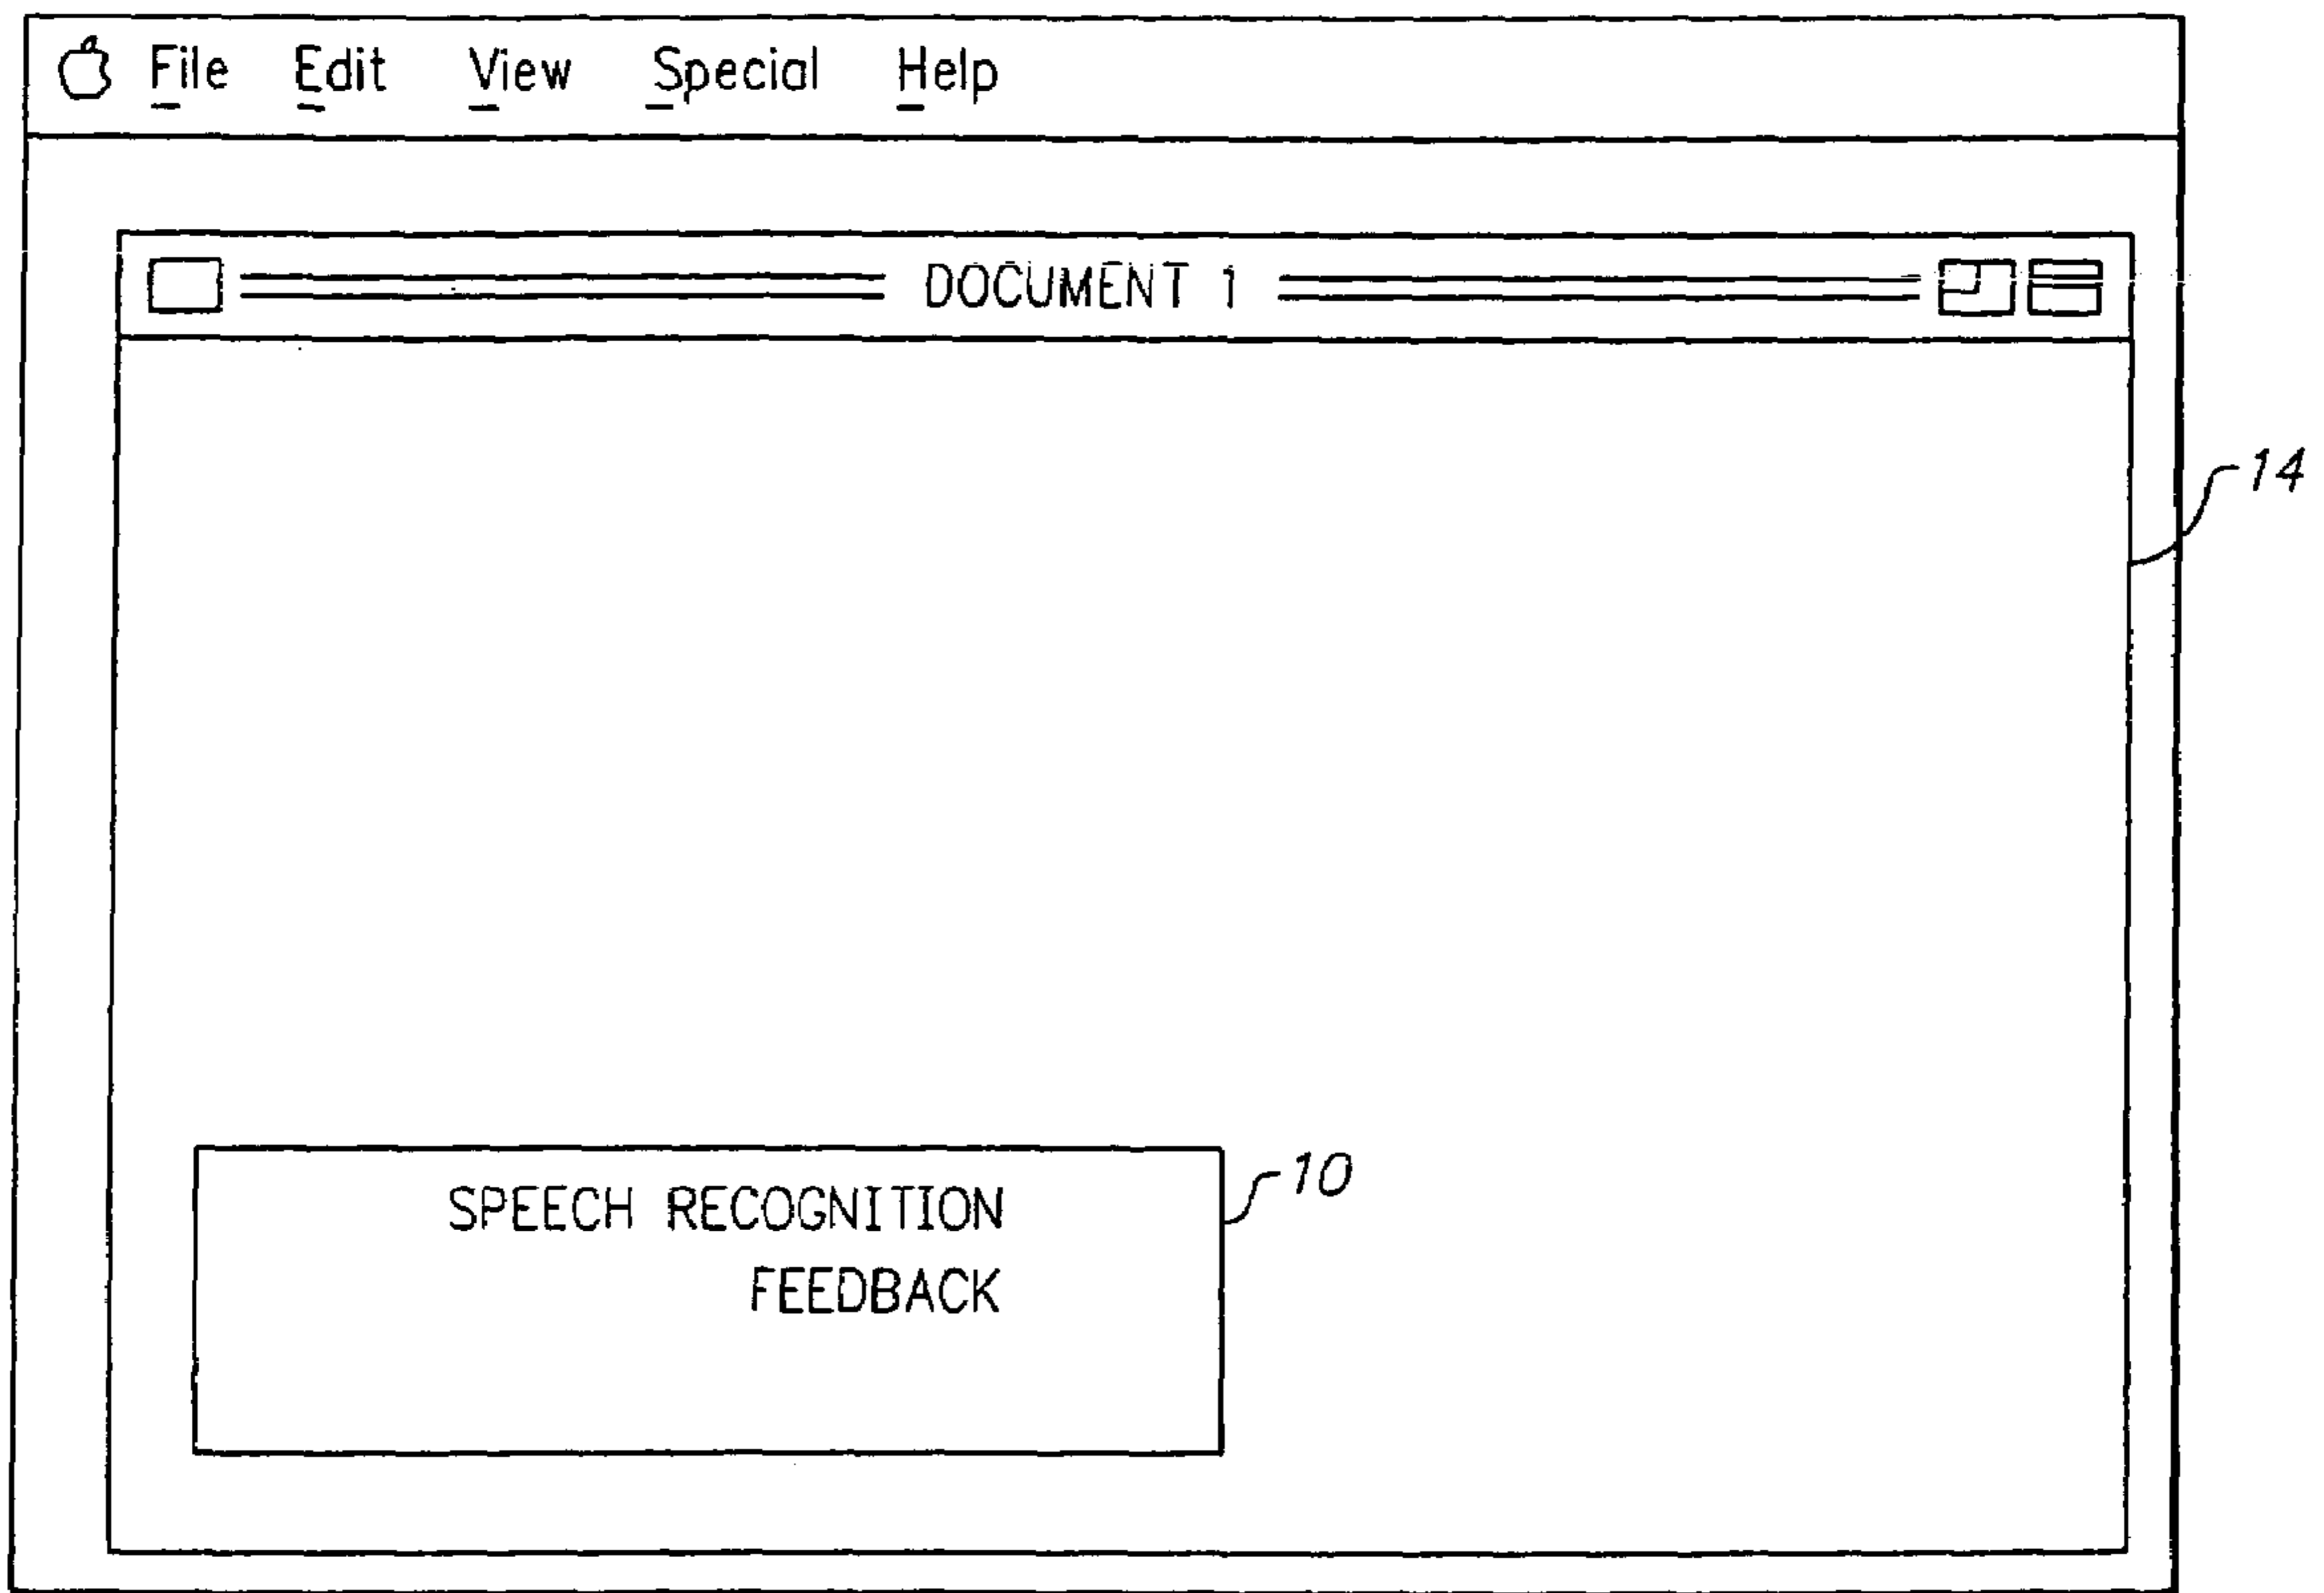 File Edit View Special Help
DOCUMENT 1
14
SPEECH RECOGNITION
FEEDBACK
10